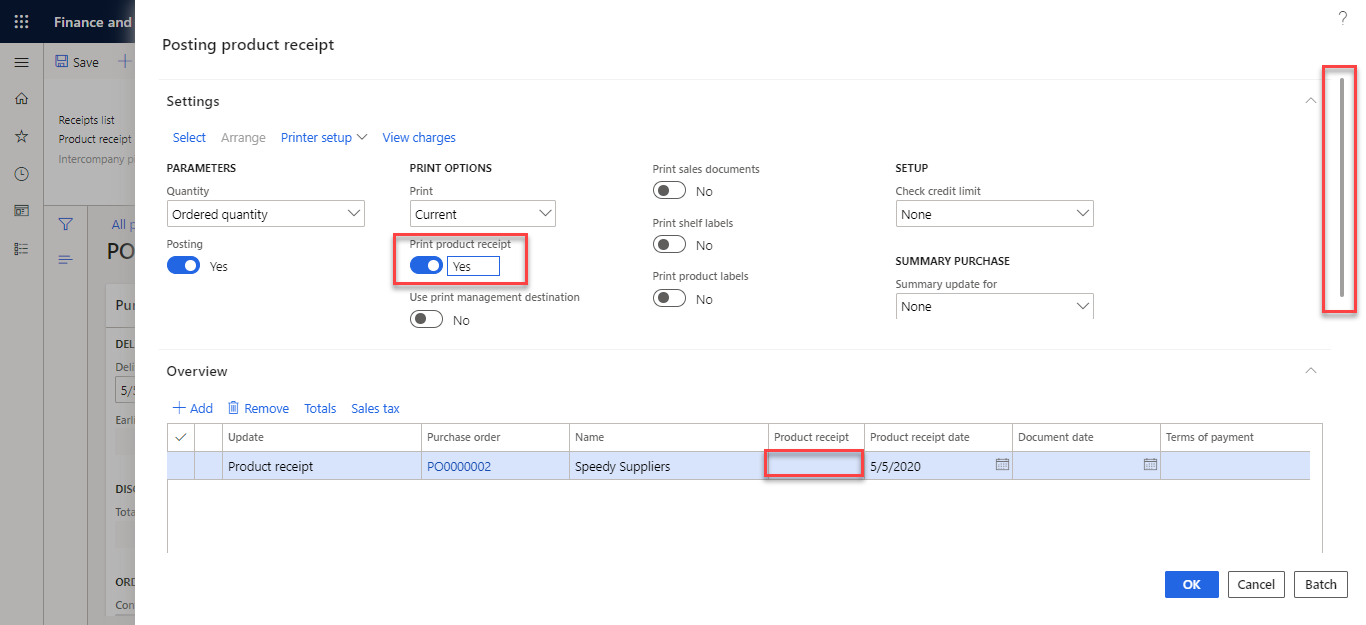 Finance and
?
Save
Receipts list
Product receipt
Intercompany p
All p
PO
Pur
DEL
Deli
5/5
Earli
DISC
Tota
ORD
Con
Posting product receipt
Settings
Select Arrange Printer setup View charges
PARAMETERS
Quantity
Ordered quantity
Posting
Yes
PRINT OPTIONS
Print
Current
Print product receipt
Yes
Use print management destination
No
Print sales documents
No
Print shelf labels
No
Print product labels
No
SETUP
Check credit limit
None
SUMMARY PURCHASE
Summary update for
None
Overview
Add Remove Totals Sales tax
Update Purchase order Name Product receipt Product receipt date Document date Terms of payment
Product receipt PO0000002 Speedy Suppliers 5/5/2020
OK Cancel Batch